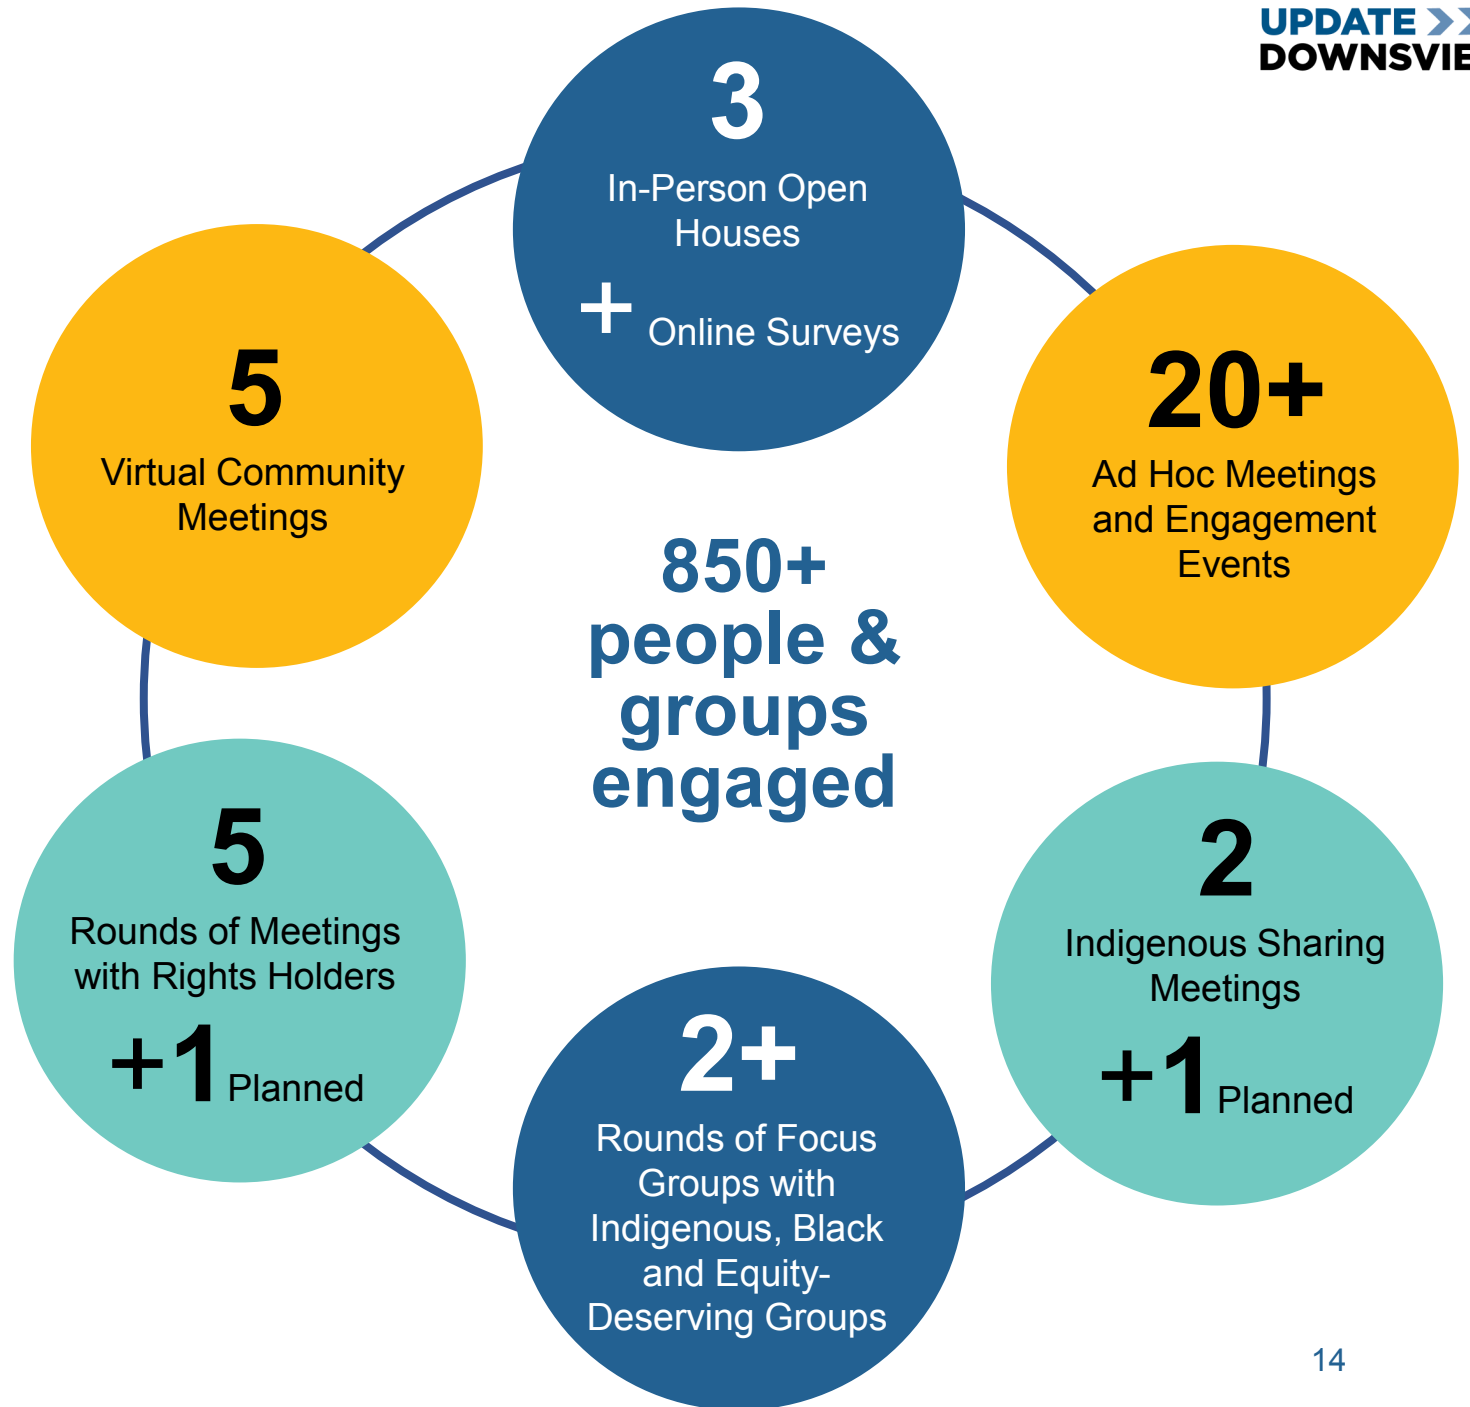 UPDATE
DOWNSVIE
3
In-Person Open
Houses
+ Online Surveys
5
Virtual Community
Meetings
20+
Ad Hoc Meetings
and Engagement
Events
850+
people &
groups
engaged
5
Rounds of Meetings
with Rights Holders
+1 Planned
2
Indigenous Sharing
Meetings
+1 Planned
2+
Rounds of Focus
Groups with
Indigenous, Black
and Equity-
Deserving Groups
14